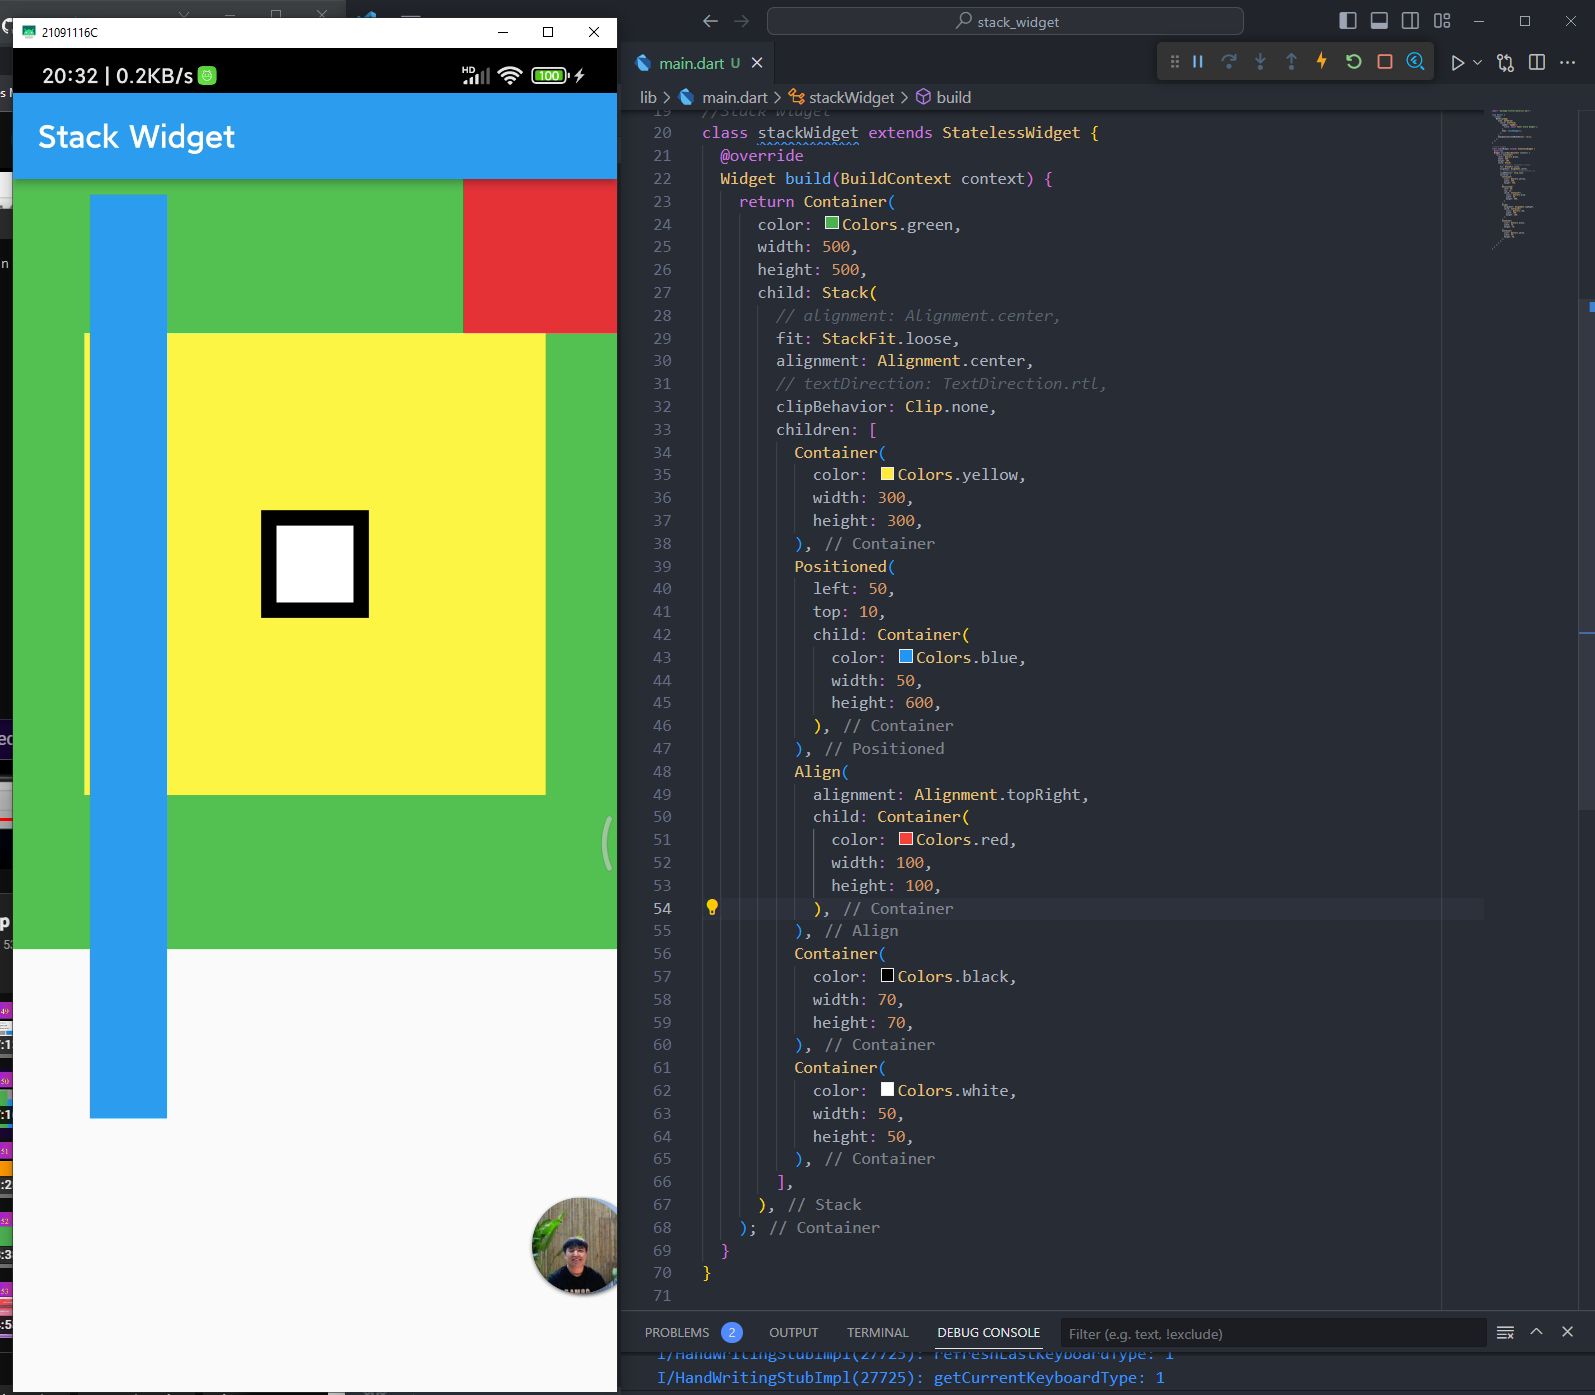 21091116C
20:32 | 0.2KB/s
HD
100
Stack Widget
stack_widget
main.dart U
lib > main.dart > stackWidget > build
19 //Stack Widget
20 class stackWidget extends StatelessWidget {
21 @override
22 Widget build(BuildContext context) {
23 return Container(
24 color: Colors.green,
25 width: 500,
26 height: 500,
27 child: Stack(
28 // alignment: Alignment.center,
29 fit: StackFit.loose,
30 alignment: Alignment.center,
31 // textDirection: TextDirection.rtl,
32 clipBehavior: Clip.none,
33 children: [
34 Container(
35 color: Colors.yellow,
36 width: 300,
37 height: 300,
38 ), // Container
39 Positioned(
40 left: 50,
41 top: 10,
42 child: Container(
43 color: Colors.blue,
44 width: 50,
45 height: 600,
46 ), // Container
47 ), // Positioned
48 Align(
49 alignment: Alignment.topRight,
50 child: Container(
51 color: Colors.red,
52 width: 100,
53 height: 100,
54 ), // Container
55 ), // Align
56 Container(
57 color: Colors.black,
58 width: 70,
59 height: 70,
60 ), // Container
61 Container(
62 color: Colors.white,
63 width: 50,
64 height: 50,
65 ), // Container
66 ],
67 ), // Stack
68 ); // Container
69 }
70 }
71
PROBLEMS 2 OUTPUT TERMINAL DEBUG CONSOLE Filter (e.g. text, !exclude)
I/HandWritingStubImpl(27725): refreshLastKeyboardType: 1
I/HandWritingStubImpl(27725): getCurrentKeyboardType: 1